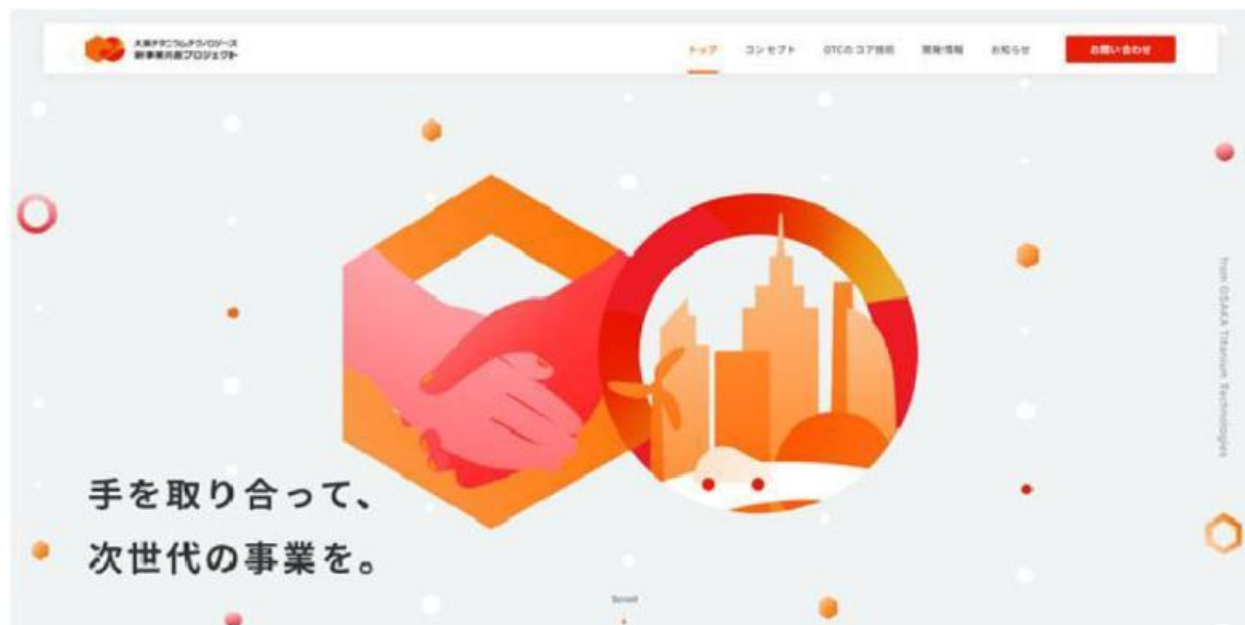 大阪チタニウムテクノロジーズ
新事業共創プロジェクト
トップ
コンセプト
OTCのコア技術
開発情報
お知らせ
お問い合わせ
from OSAKA Titanium Technologies
手を取り合って、
次世代の事業を。
Scroll